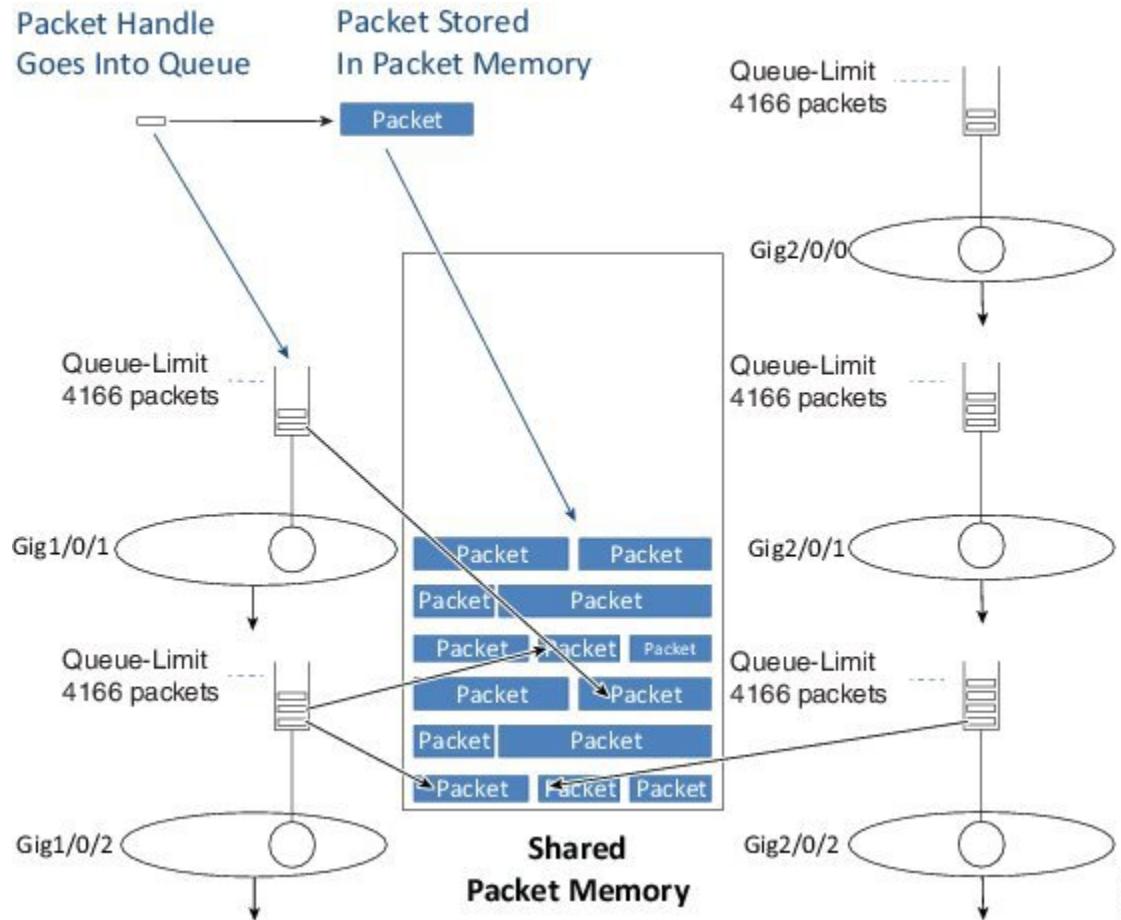 Packet Handle
Goes Into Queue
Packet Stored
In Packet Memory
Packet
Queue-Limit
4166 packets
Gig2/0/0
Queue-Limit
4166 packets
Gig1/0/1
Queue-Limit
4166 packets
Gig2/0/1
Packet Packet
Packet Packet
Packet Packet Packet
Packet Packet
Packet Packet
Packet Packet Packet
Queue-Limit
4166 packets
Gig1/0/2
Queue-Limit
4166 packets
Gig2/0/2
Shared
Packet Memory